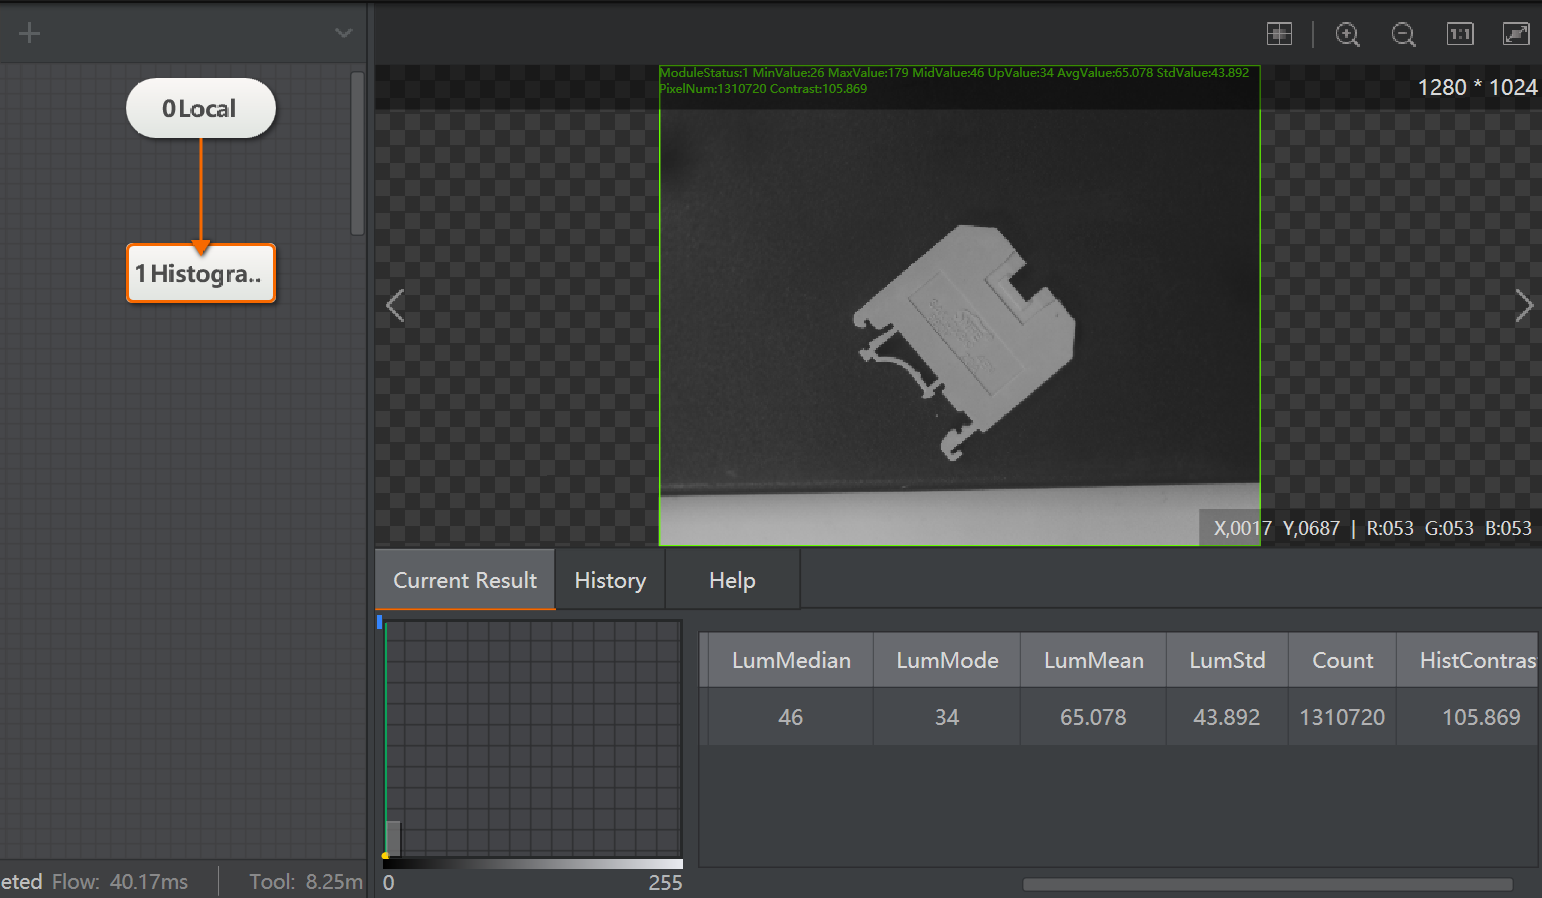 0Local
1Histogra..
ModuleStatus:1 MinValue:26 MaxValue:179 MidValue:46 UpValue:34 AvgValue:65.078 StdValue:43.892
PixelNum:1310720 Contrast:105.869
1:1
1280 * 1024
X,0017 Y,0687 | R:053 G:053 B:053
Current Result History Help
LumMedian LumMode LumMean LumStd Count HistContras
46 34 65.078 43.892 1310720 105.869
0 255
eted Flow: 40.17ms Tool: 8.25m